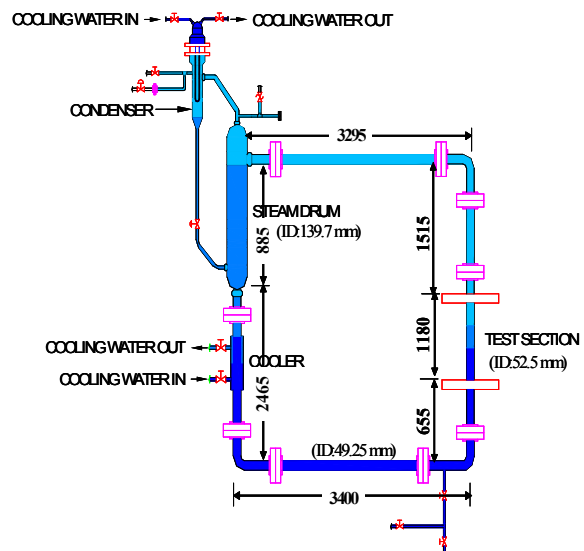 COOLING WATER IN
COOLING WATER OUT
CONDENSER
3295
STEAM DRUM
(ID:139.7 mm)
885
1515
COOLING WATER OUT
COOLER
1180
TEST SECTION
(ID:52.5 mm)
COOLING WATER IN
2465
655
(ID:49.25 mm)
3400